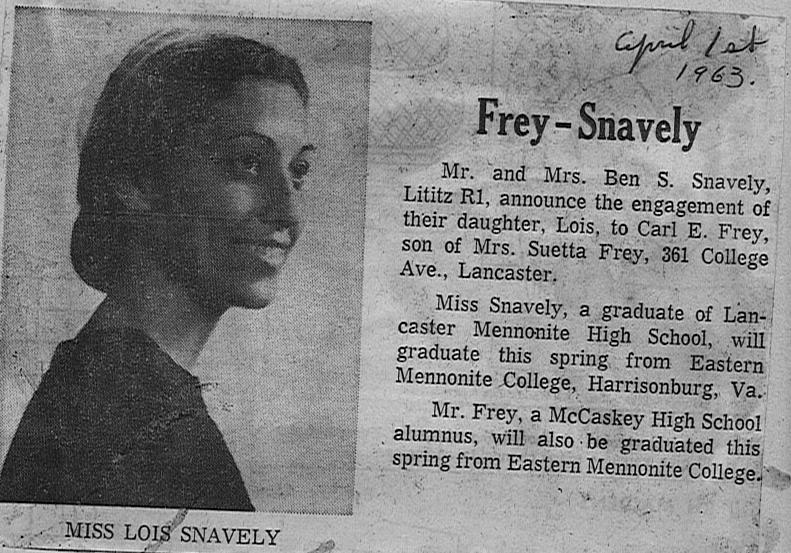 April 1st
1963.
Frey-Snavely
Mr. and Mrs. Ben S. Snavely,
Lititz R1, announce the engagement of
their daughter, Lois, to Carl E. Frey,
son of Mrs. Suetta Frey, 361 College
Ave., Lancaster.
Miss Snavely, a graduate of Lan-
caster Mennonite High School, will
graduate this spring from Eastern
Mennonite College, Harrisonburg, Va.
Mr. Frey, a McCaskey High School
alumnus, will also be graduated this
spring from Eastern Mennonite College.
MISS LOIS SNAVELY